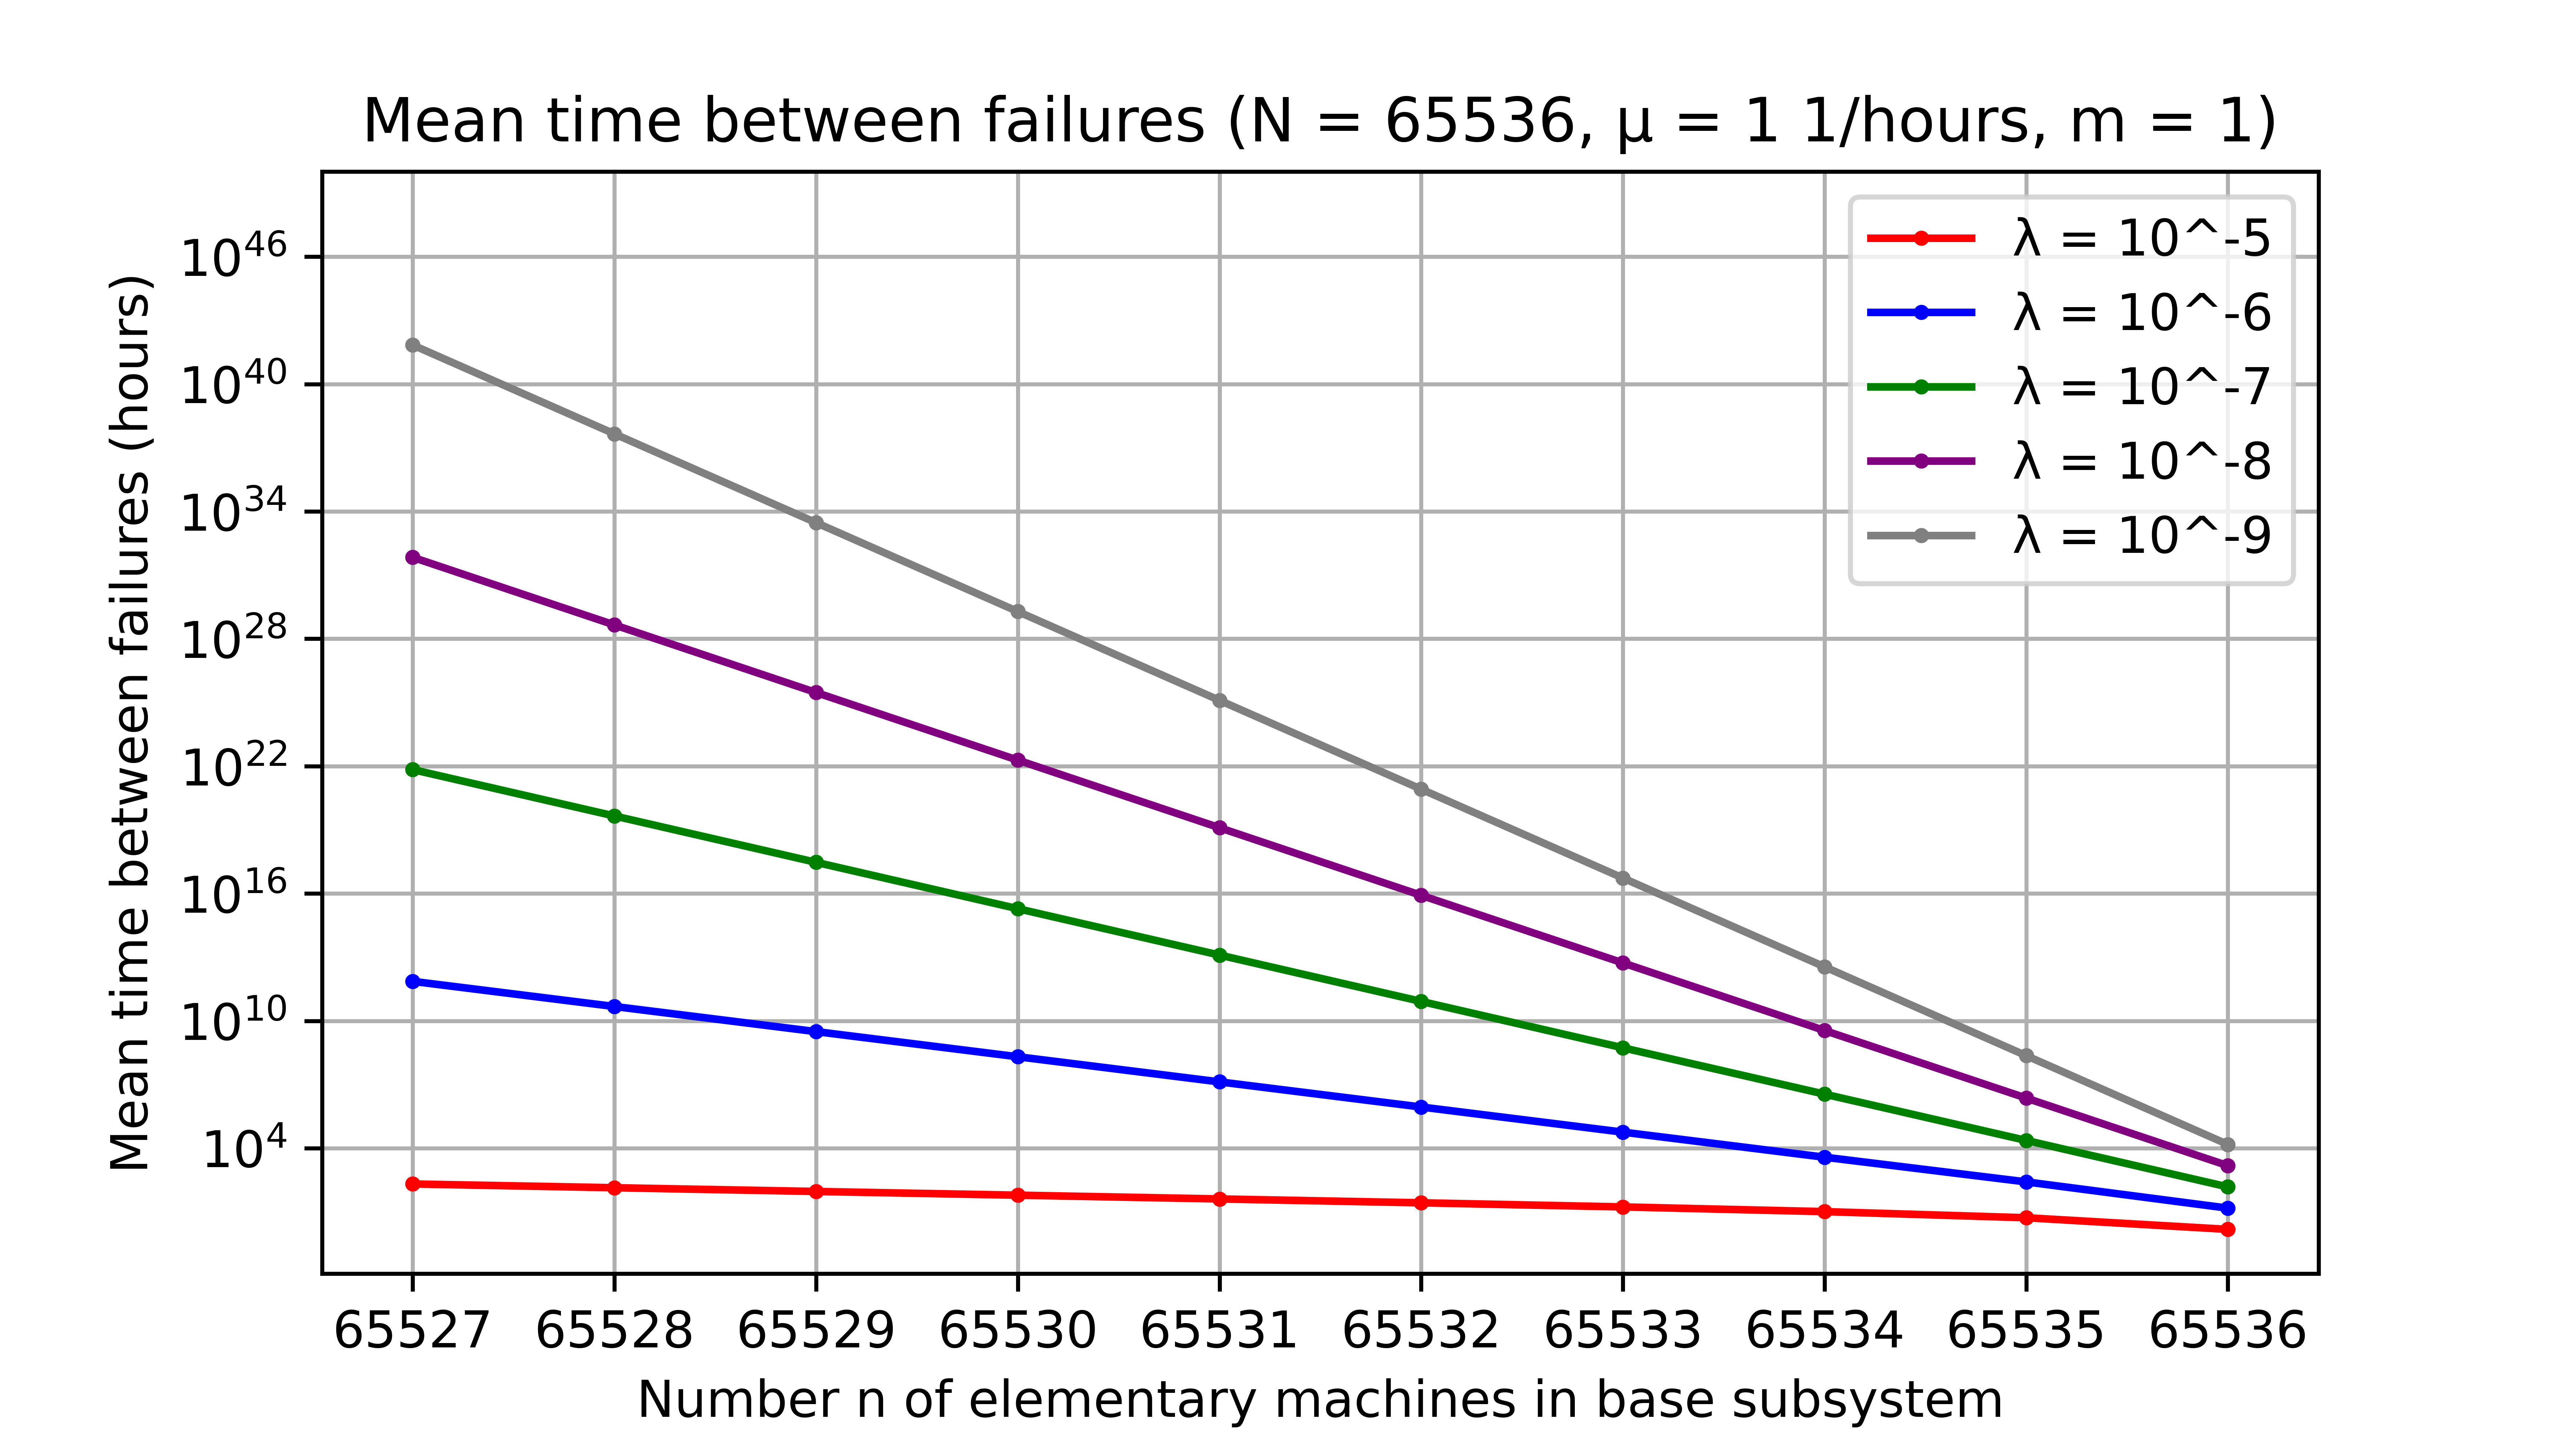 Mean time between failures (N = 65536, μ = 1 1/hours, m = 1)
Mean time between failures (hours)
10^46
10^40
10^34
10^28
10^22
10^16
10^10
10^4
λ = 10^-5
λ = 10^-6
λ = 10^-7
λ = 10^-8
λ = 10^-9
65527 65528 65529 65530 65531 65532 65533 65534 65535 65536
Number n of elementary machines in base subsystem